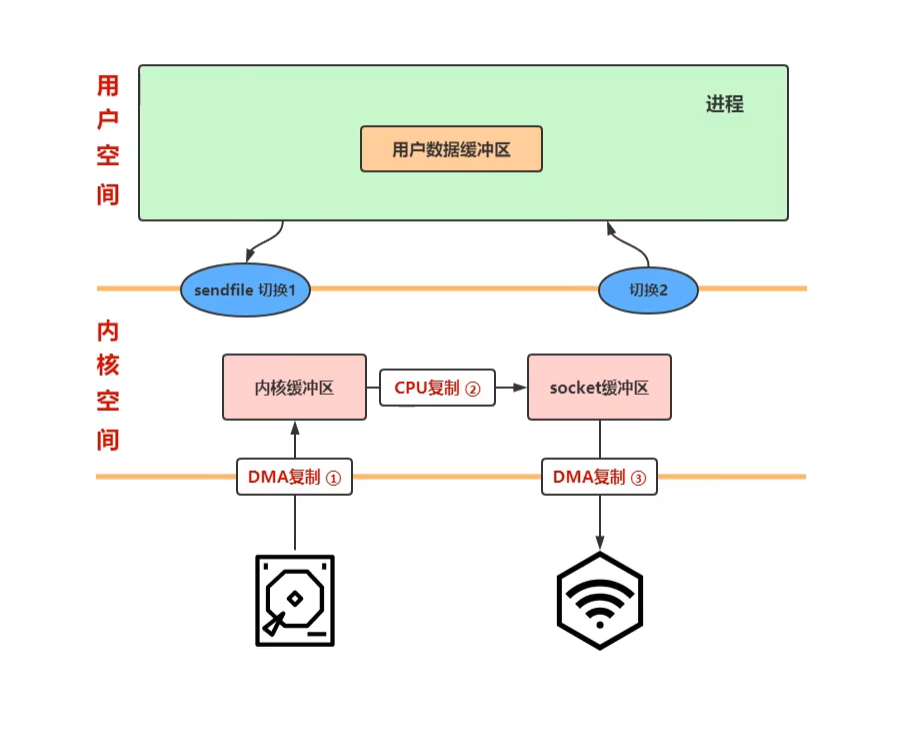 用户空间
进程
用户数据缓冲区
sendfile 切换1
切换2
内核空间
内核缓冲区
CPU复制 ②
socket缓冲区
DMA复制 ①
DMA复制 ③